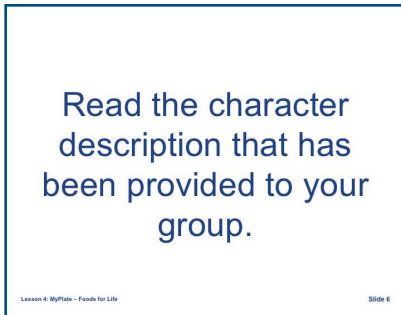 Read the character
description that has
been provided to your
group.
Lesson 4: MyPlate – Foods for Life
Slide 6